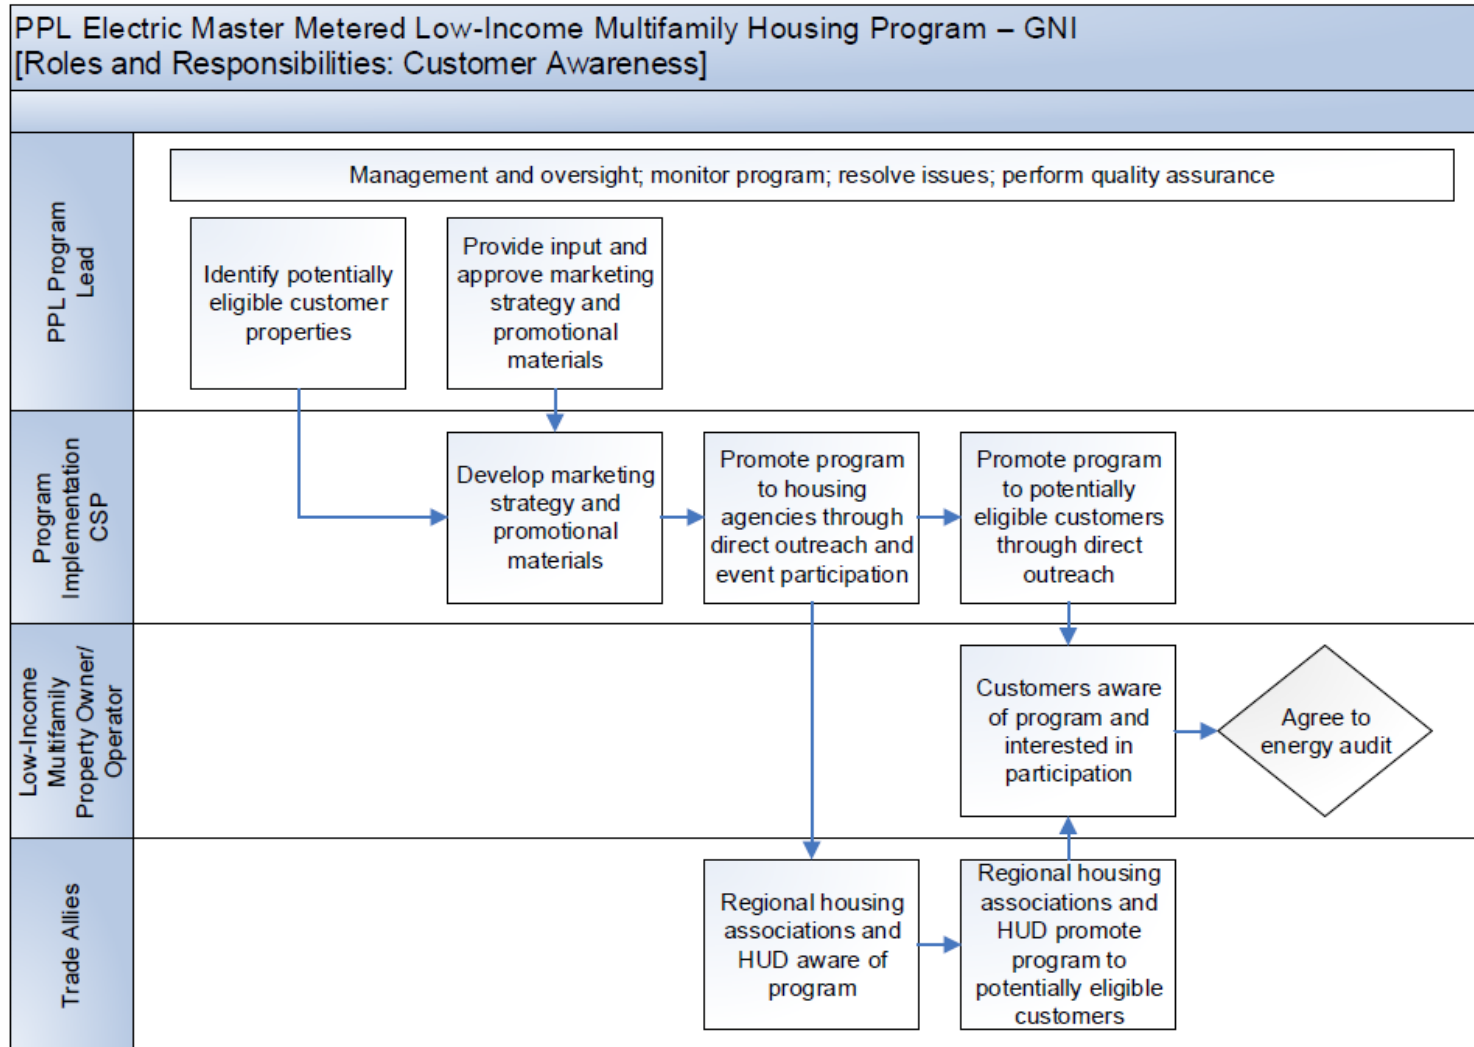 PPL Electric Master Metered Low-Income Multifamily Housing Program – GNI
[Roles and Responsibilities: Customer Awareness]
PPL Program
Lead
Management and oversight; monitor program; resolve issues; perform quality assurance
Identify potentially
eligible customer
properties
Provide input and
approve marketing
strategy and
promotional
materials
Program
Implementation
CSP
Develop marketing
strategy and
promotional
materials
Promote program
to housing
agencies through
direct outreach and
event participation
Promote program
to potentially
eligible customers
through direct
outreach
Low-Income
Multifamily
Property Owner/
Operator
Customers aware
of program and
interested in
participation
Agree to
energy audit
Trade Allies
Regional housing
associations and
HUD aware of
program
Regional housing
associations and
HUD promote
program to
potentially eligible
customers